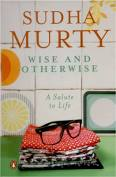 SUDHA
MURTY
WISE AND
OTHERWISE
A Salute to
Life